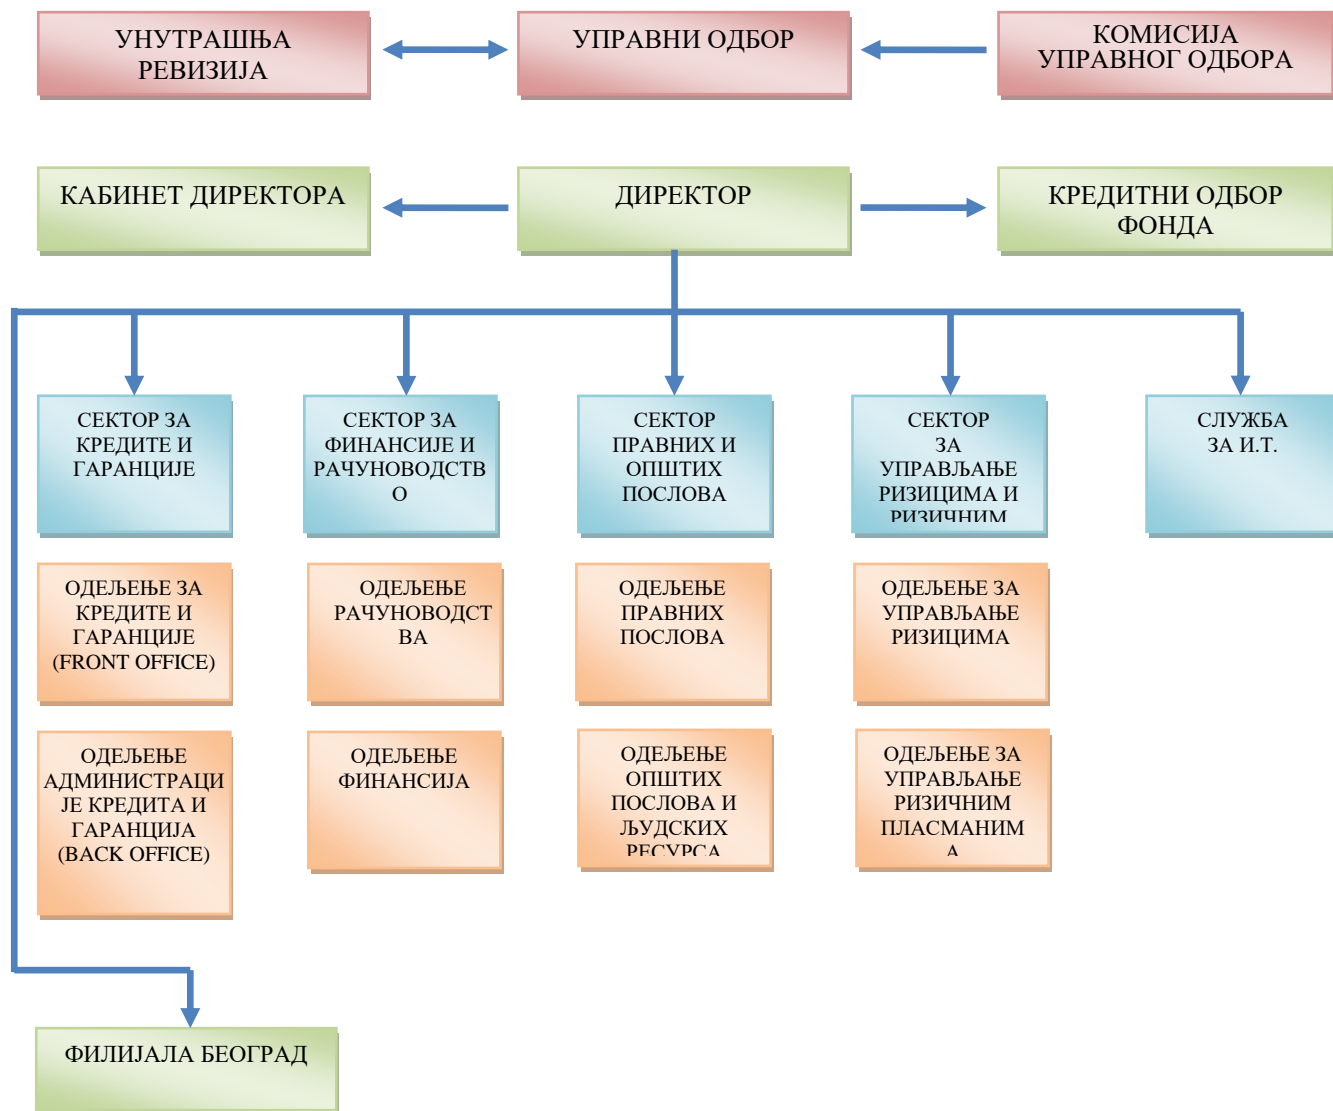 УНУТРАШЊА
РЕВИЗИЈА
УПРАВНИ ОДБОР
КОМИСИЈА
УПРАВНОГ ОДБОРА
КАБИНЕТ ДИРЕКТОРА
ДИРЕКТОР
КРЕДИТНИ ОДБОР
ФОНДА
СЕКТОР ЗА
КРЕДИТЕ И
ГАРАНЦИЈЕ
СЕКТОР ЗА
ФИНАНСИЈЕ И
РАЧУНОВОДСТВ
О
СЕКТОР
ПРАВНИХ И
ОПШТИХ
ПОСЛОВА
СЕКТОР
ЗА
УПРАВЉАЊЕ
РИЗИЦИМА И
РИЗИЧНИМ
СЛУЖБА
ЗА И.Т.
ОДЕЉЕЊЕ ЗА
КРЕДИТЕ И
ГАРАНЦИЈЕ
(FRONT OFFICE)
ОДЕЉЕЊЕ
РАЧУНОВОДСТ
ВА
ОДЕЉЕЊЕ
ПРАВНИХ
ПОСЛОВА
ОДЕЉЕЊЕ ЗА
УПРАВЉАЊЕ
РИЗИЦИМА
ОДЕЉЕЊЕ
АДМИНИСТРАЦИ
ЈЕ КРЕДИТА И
ГАРАНЦИЈА
(BACK OFFICE)
ОДЕЉЕЊЕ
ФИНАНСИЈА
ОДЕЉЕЊЕ
ОПШТИХ
ПОСЛОВА И
ЉУДСКИХ
РЕСУРСА
ОДЕЉЕЊЕ ЗА
УПРАВЉАЊЕ
РИЗИЧНИМ
ПЛАСМАНИМ
А
ФИЛИЈАЛА БЕОГРАД